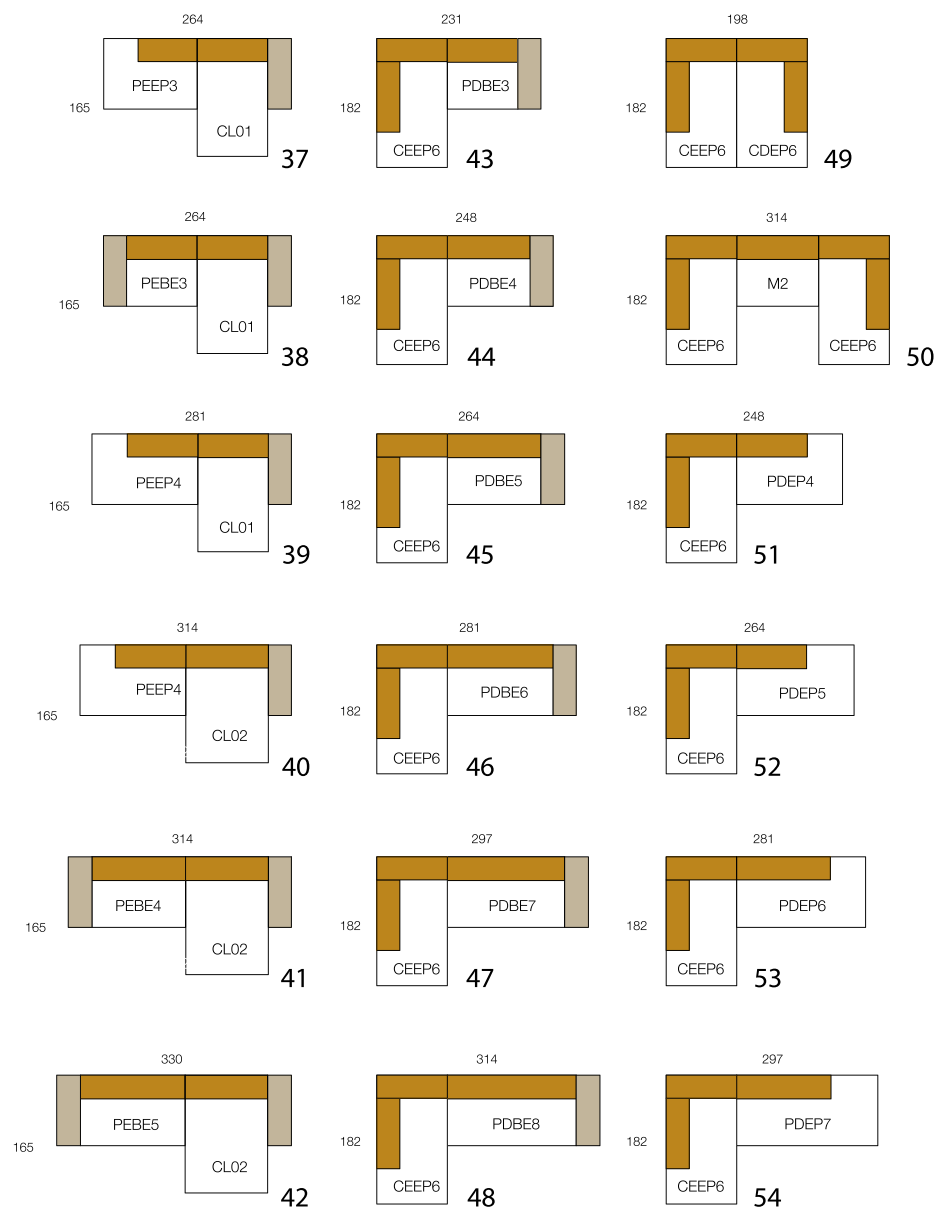 264
PEEP3
165
CL01
37
231
PDBE3
182
CEEP6
43
198
182
CEEP6 CDEP6
49
264
PEBE3
165
CL01
38
248
PDBE4
182
CEEP6
44
314
M2
182
CEEP6 CEEP6
50
281
PEEP4
165
CL01
39
264
PDBE5
182
CEEP6
45
248
PDEP4
182
CEEP6
51
314
PEEP4
165
CL02
40
281
PDBE6
182
CEEP6
46
264
PDEP5
182
CEEP6
52
314
PEBE4
165
CL02
41
297
PDBE7
182
CEEP6
47
281
PDEP6
182
CEEP6
53
330
PEBE5
165
CL02
42
314
PDBE8
182
CEEP6
48
297
PDEP7
182
CEEP6
54